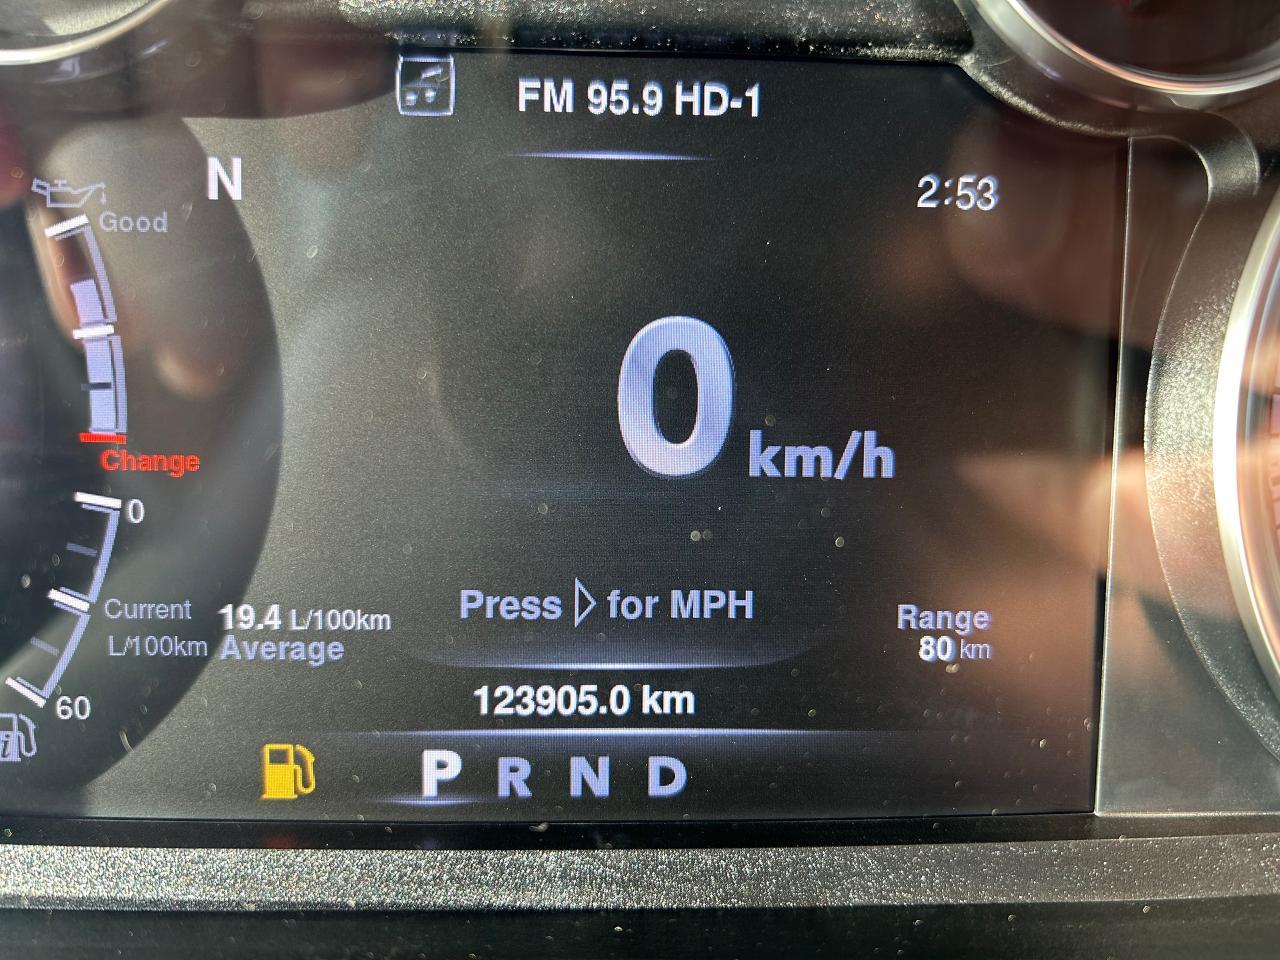 FM 95.9 HD-1
N
2:53
Good
Change
0 km/h
0
Press ▷ for MPH
Current
L/100km
19.4 L/100km
Average
Range
80 km
60
123905.0 km
P R N D